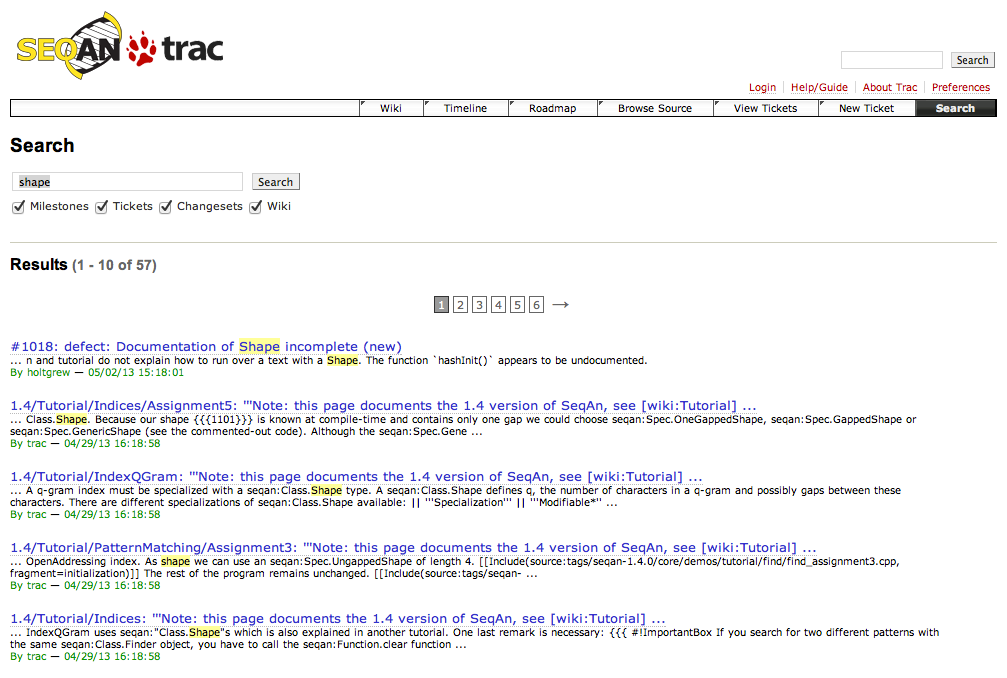 SEQAN trac
Search
Login Help/Guide About Trac Preferences
Wiki Timeline Roadmap Browse Source View Tickets New Ticket Search
Search
shape Search
Milestones Tickets Changesets Wiki
Results (1 - 10 of 57)
1 2 3 4 5 6 →
#1018: defect: Documentation of Shape incomplete (new)
... n and tutorial do not explain how to run over a text with a Shape. The function `hashInit()` appears to be undocumented.
By holtgrew — 05/02/13 15:18:01
1.4/Tutorial/Indices/Assignment5: '''Note: this page documents the 1.4 version of SeqAn, see [wiki:Tutorial] ...
... Class.Shape. Because our shape {{{1101}}} is known at compile-time and contains only one gap we could choose seqan:Spec.OneGappedShape, seqan:Spec.GappedShape or
seqan:Spec.GenericShape (see the commented-out code). Although the seqan:Spec.Gene ...
By trac — 04/29/13 16:18:58
1.4/Tutorial/IndexQGram: '''Note: this page documents the 1.4 version of SeqAn, see [wiki:Tutorial] ...
... A q-gram index must be specialized with a seqan:Class.Shape type. A seqan:Class.Shape defines q, the number of characters in a q-gram and possibly gaps between these
characters. There are different specializations of seqan:Class.Shape available: || '''Specialization''' || '''Modifiable*'' ...
By trac — 04/29/13 16:18:58
1.4/Tutorial/PatternMatching/Assignment3: '''Note: this page documents the 1.4 version of SeqAn, see [wiki:Tutorial] ...
... OpenAddressing index. As shape we can use an seqan:Spec.UngappedShape of length 4. [[Include(source:tags/seqan-1.4.0/core/demos/tutorial/find/find_assignment3.cpp,
fragment=initialization)]] The rest of the program remains unchanged. [[Include(source:tags/seqan- ...
By trac — 04/29/13 16:18:58
1.4/Tutorial/Indices: '''Note: this page documents the 1.4 version of SeqAn, see [wiki:Tutorial] ...
... IndexQGram uses seqan:"Class.Shape"s which is also explained in another tutorial. One last remark is necessary: {{{ #!ImportantBox If you search for two different patterns with
the same seqan:Class.Finder object, you have to call the seqan:Function.clear function ...
By trac — 04/29/13 16:18:58